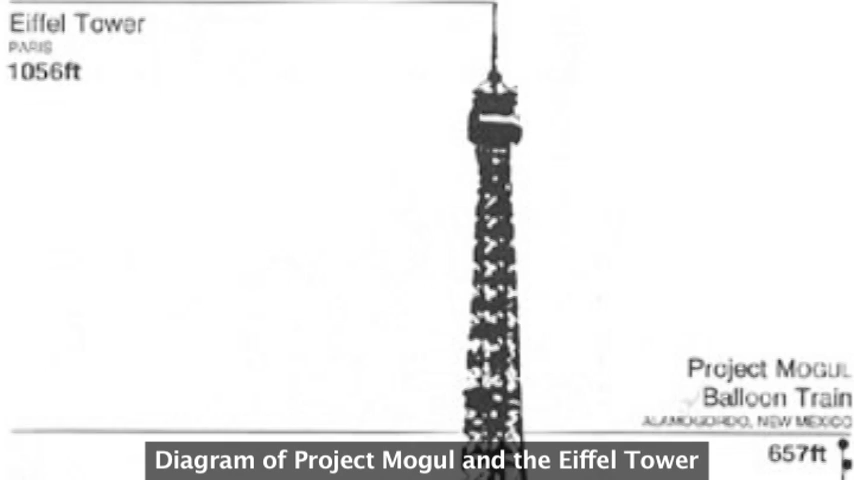 Eiffel Tower
PARIS
1056ft
Project MOGUL
Balloon Train
ALAMOGORDO, NEW MEXICO
657ft
Diagram of Project Mogul and the Eiffel Tower